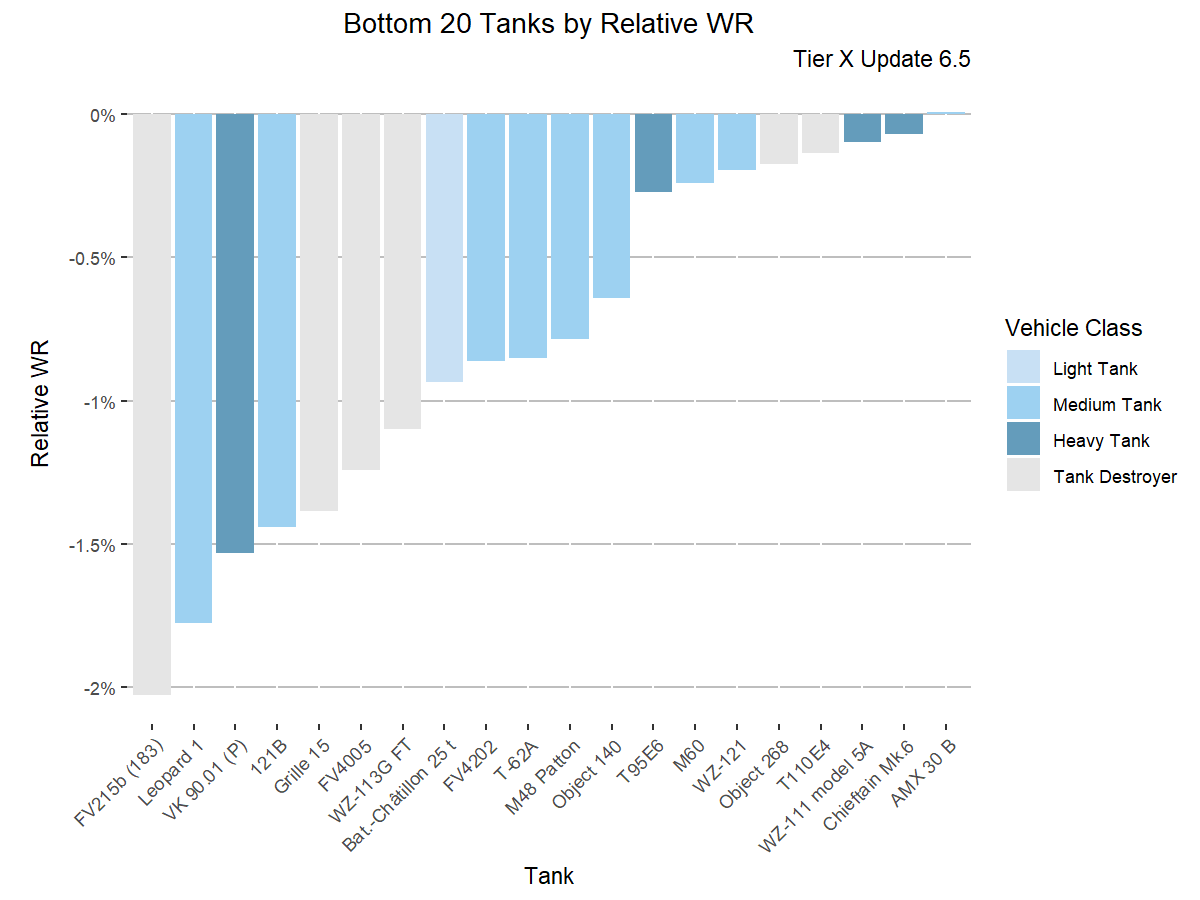 Bottom 20 Tanks by Relative WR
Tier X Update 6.5
0%
-0.5%
-1%
-1.5%
-2%
Relative WR
FV215b (183)
Leopard 1
VK 90.01 (P)
121B
Grille 15
FV4005
WZ-113G FT
Bat.-Châtillon 25 t
FV4202
T-62A
M48 Patton
Object 140
T95E6
M60
WZ-121
Object 268
T110E4
WZ-111 model 5A
Chieftain Mk.6
AMX 30 B
Tank
Vehicle Class
Light Tank
Medium Tank
Heavy Tank
Tank Destroyer